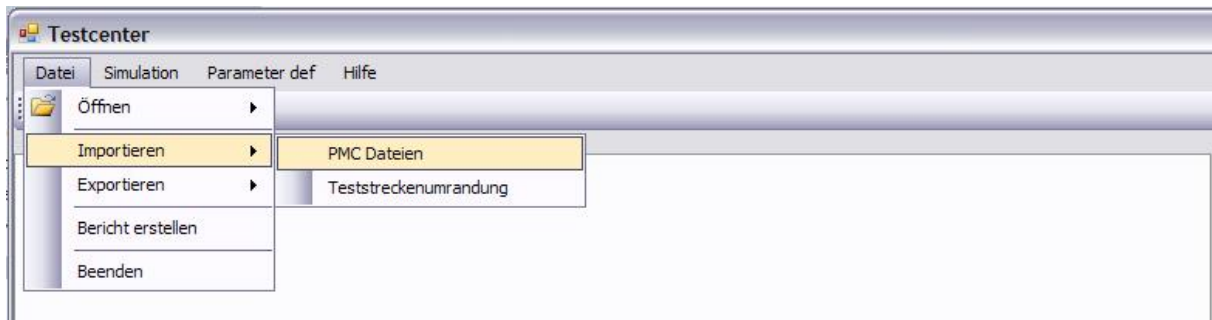 Testcenter
Datei Simulation Parameter def Hilfe
Öffnen
Importieren
PMC Dateien
Exportieren
Teststreckenumrandung
Bericht erstellen
Beenden